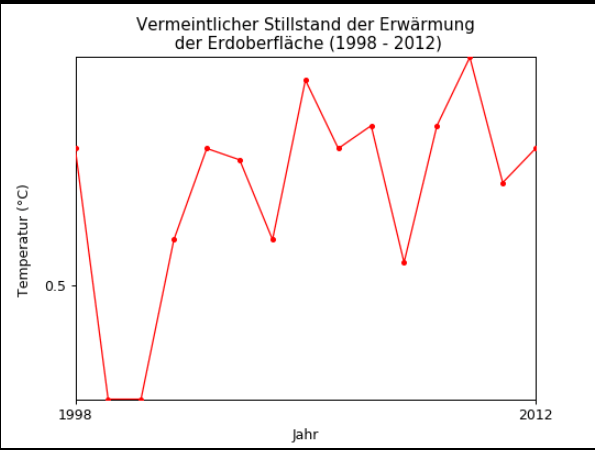 Vermeintlicher Stillstand der Erwärmung
der Erdoberfläche (1998 - 2012)
Temperatur (°C)
0.5
1998
2012
Jahr